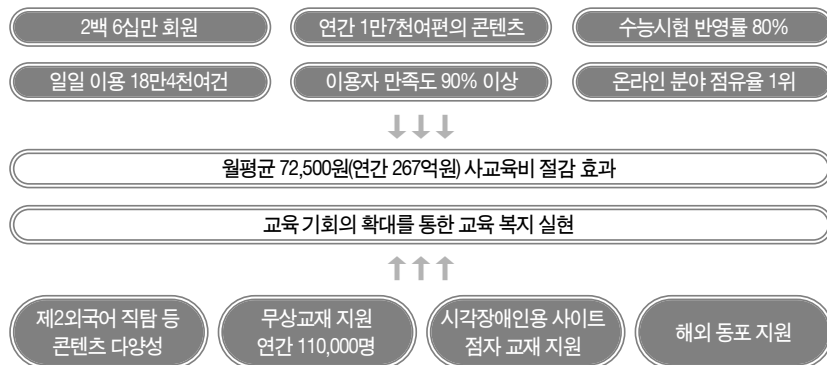 2백 6십만 회원
연간 1만7천여편의 콘텐츠
수능시험 반영률 80%
일일 이용 18만4천여건
이용자 만족도 90% 이상
온라인 분야 점유율 1위
월평균 72,500원(연간 267억원) 사교육비 절감 효과
교육 기회의 확대를 통한 교육 복지 실현
제2외국어 직탐 등
콘텐츠 다양성
무상교재 지원
연간 110,000명
시각장애인용 사이트
점자 교재 지원
해외 동포 지원